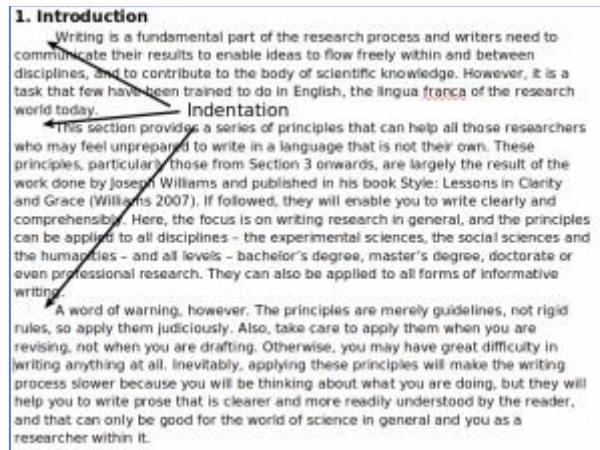 1. Introduction
Writing is a fundamental part of the research process and writers need to
communicate their results to enable ideas to flow freely within and between
disciplines, and to contribute to the body of scientific knowledge. However, it is a
task that few have been trained to do in English, the lingua franca of the research
world today.
Indentation
This section provides a series of principles that can help all those researchers
who may feel unprepared to write in a language that is not their own. These
principles, particularly those from Section 3 onwards, are largely the result of the
work done by Joseph Williams and published in his book Style: Lessons in Clarity
and Grace (Williams 2007). If followed, they will enable you to write clearly and
comprehensibly. Here, the focus is on writing research in general, and the principles
can be applied to all disciplines – the experimental sciences, the social sciences and
the humanities – and all levels – bachelor's degree, master's degree, doctorate or
even professional research. They can also be applied to all forms of informative
writing.
A word of warning, however. The principles are merely guidelines, not rigid
rules, so apply them judiciously. Also, take care to apply them when you are
revising, not when you are drafting. Otherwise, you may have great difficulty in
writing anything at all. Inevitably, applying these principles will make the writing
process slower because you will be thinking about what you are doing, but they will
help you to write prose that is clearer and more readily understood by the reader,
and that can only be good for the world of science in general and you as a
researcher within it.